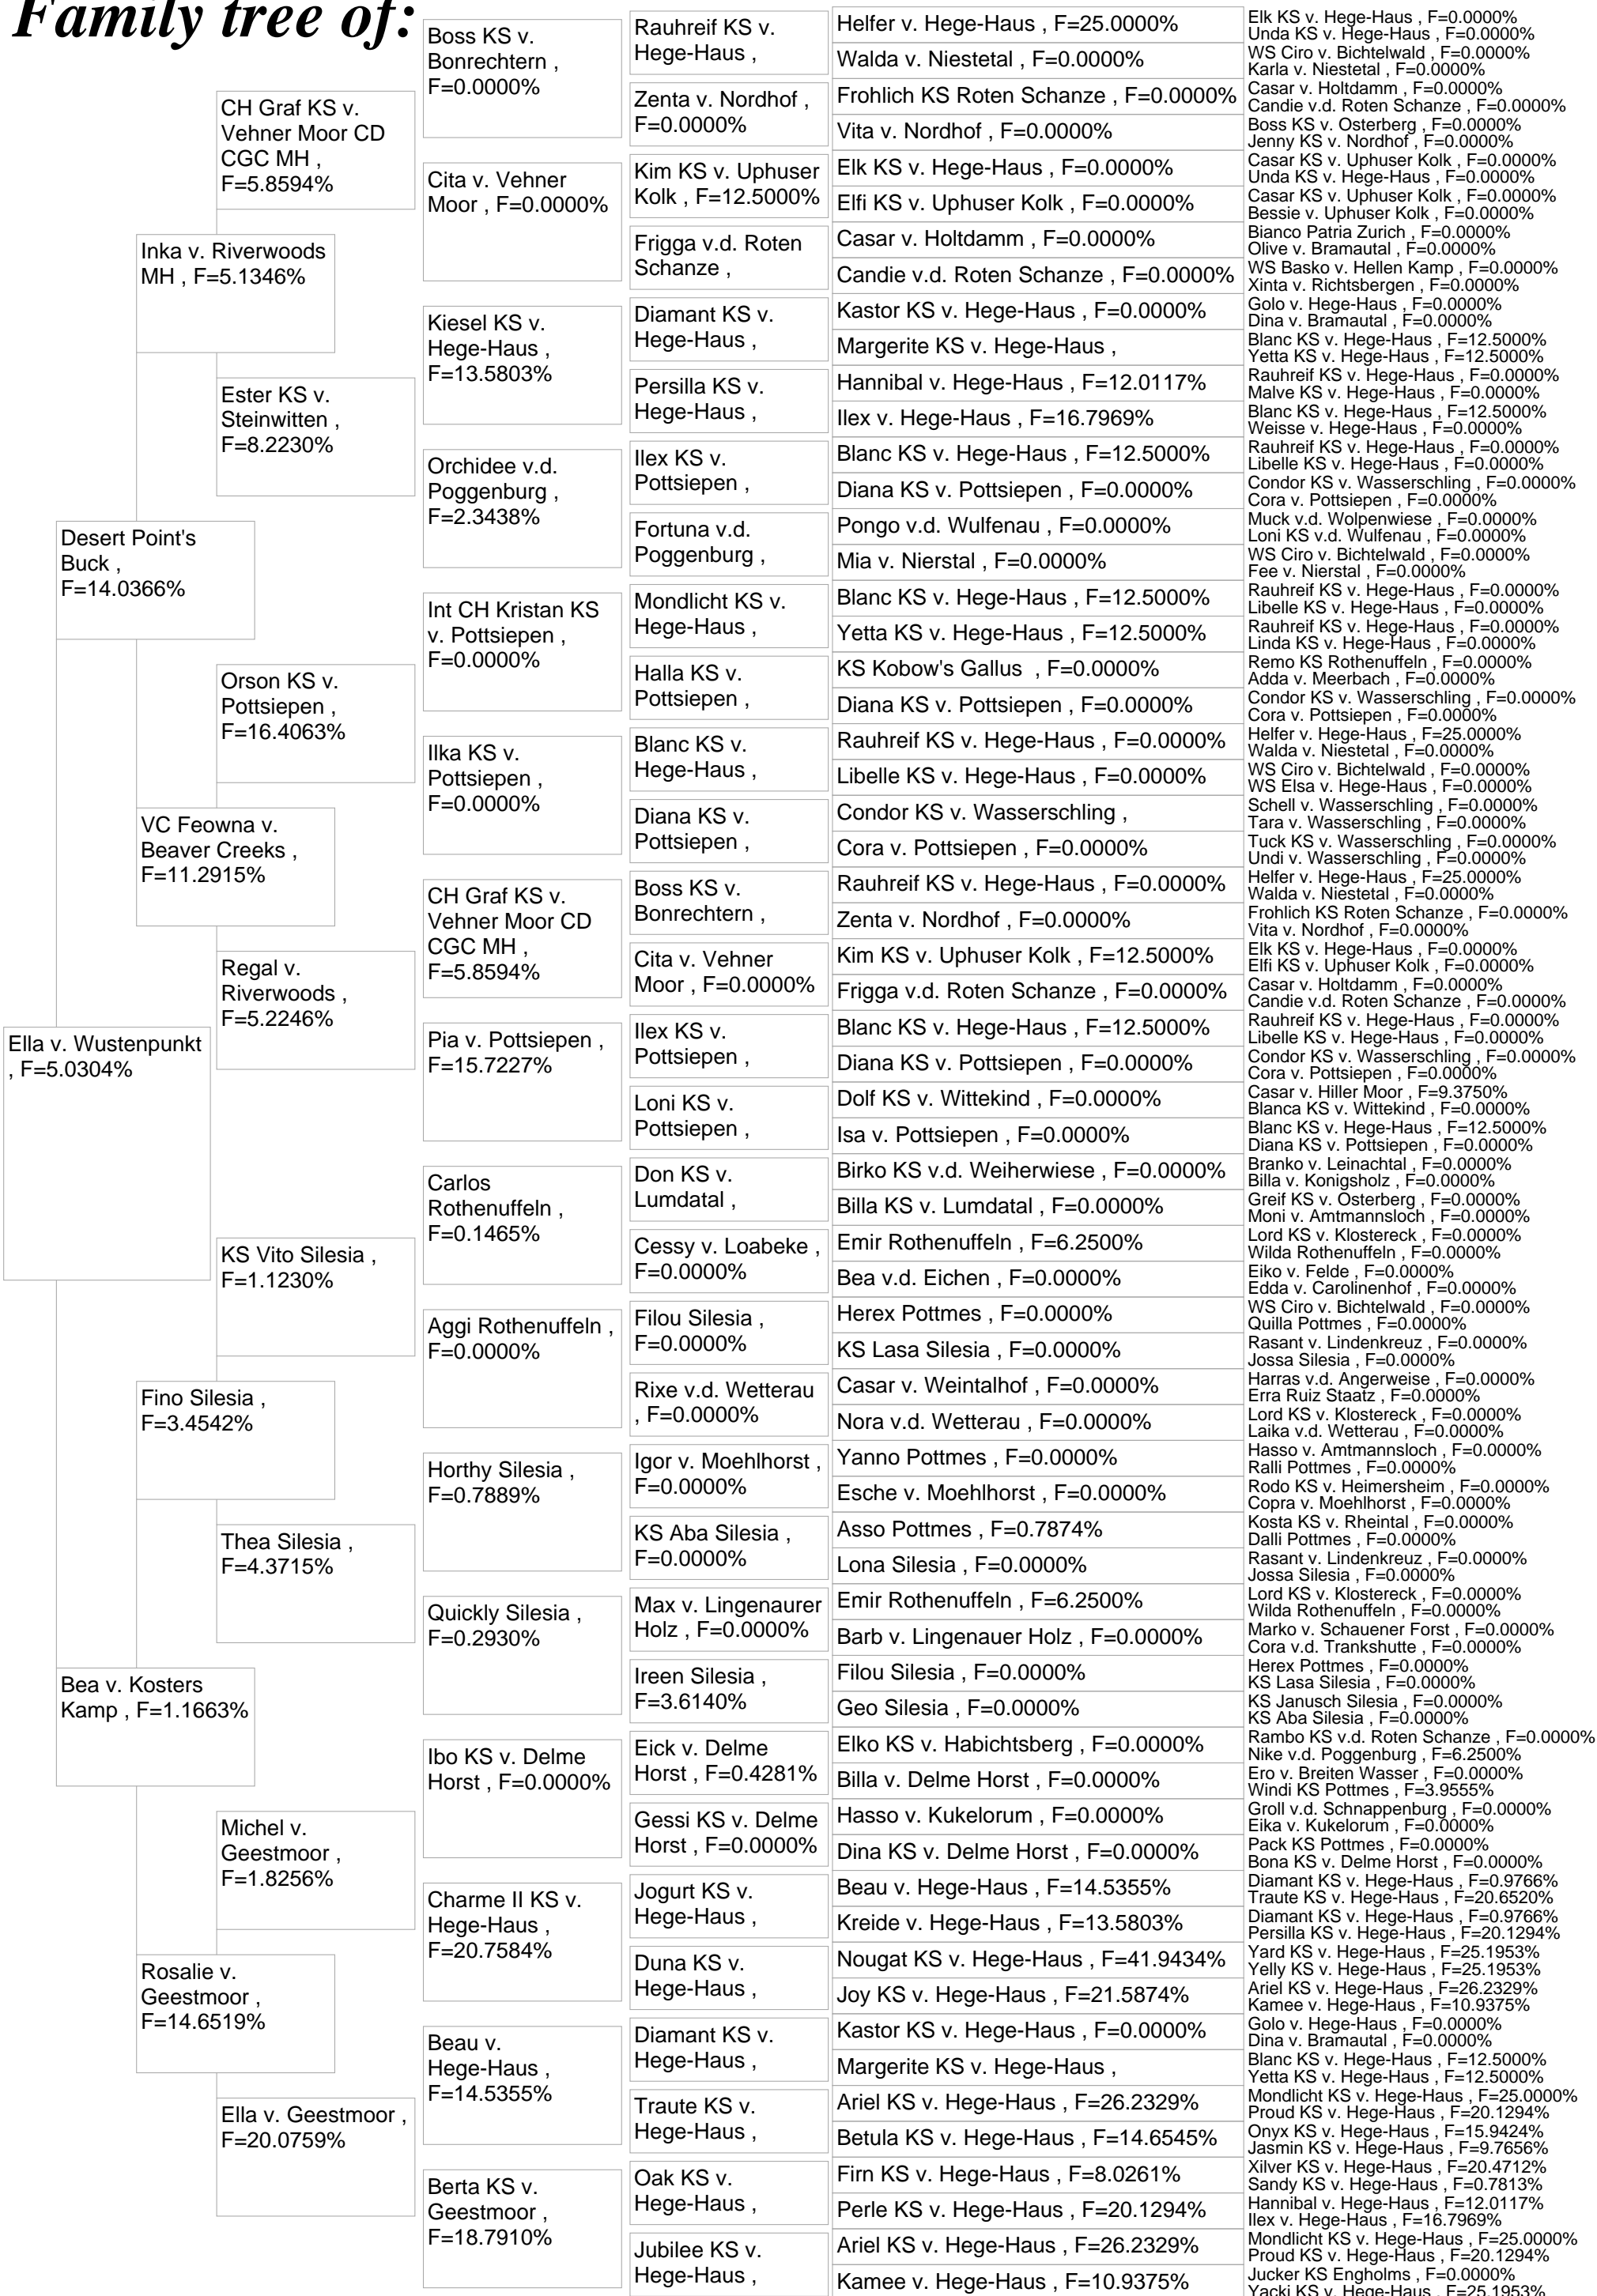 Family tree of:
Ella v. Wustenpunkt
, F=5.0304%
Desert Point's
Buck ,
F=14.0366%
Bea v. Kosters
Kamp , F=1.1663%
Inka v. Riverwoods
MH , F=5.1346%
VC Feowna v.
Beaver Creeks ,
F=11.2915%
Fino Silesia ,
F=3.4542%
Rosalie v.
Geestmoor ,
F=14.6519%
CH Graf KS v.
Vehner Moor CD
CGC MH ,
F=5.8594%
Ester KS v.
Steinwitten ,
F=8.2230%
Orson KS v.
Pottsiepen ,
F=16.4063%
Regal v.
Riverwoods ,
F=5.2246%
KS Vito Silesia ,
F=1.1230%
Thea Silesia ,
F=4.3715%
Michel v.
Geestmoor ,
F=1.8256%
Ella v. Geestmoor ,
F=20.0759%
Boss KS v.
Bonrechtern ,
F=0.0000%
Cita v. Vehner
Moor , F=0.0000%
Kiesel KS v.
Hege-Haus ,
F=13.5803%
Orchidee v.d.
Poggenburg ,
F=2.3438%
Int CH Kristan KS
v. Pottsiepen ,
F=0.0000%
Ilka KS v.
Pottsiepen ,
F=0.0000%
CH Graf KS v.
Vehner Moor CD
CGC MH ,
F=5.8594%
Pia v. Pottsiepen ,
F=15.7227%
Carlos
Rothenuffeln ,
F=0.1465%
Aggi Rothenuffeln ,
F=0.0000%
Horthy Silesia ,
F=0.7889%
Quickly Silesia ,
F=0.2930%
Ibo KS v. Delme
Horst , F=0.0000%
Charme II KS v.
Hege-Haus ,
F=20.7584%
Beau v.
Hege-Haus ,
F=14.5355%
Berta KS v.
Geestmoor ,
F=18.7910%
Rauhreif KS v.
Hege-Haus ,
Zenta v. Nordhof ,
F=0.0000%
Kim KS v. Uphuser
Kolk , F=12.5000%
Frigga v.d. Roten
Schanze ,
Diamant KS v.
Hege-Haus ,
Persilla KS v.
Hege-Haus ,
Ilex KS v.
Pottsiepen ,
Fortuna v.d.
Poggenburg ,
Mondlicht KS v.
Hege-Haus ,
Halla KS v.
Pottsiepen ,
Blanc KS v.
Hege-Haus ,
Diana KS v.
Pottsiepen ,
Boss KS v.
Bonrechtern ,
Cita v. Vehner
Moor , F=0.0000%
Ilex KS v.
Pottsiepen ,
Loni KS v.
Pottsiepen ,
Don KS v.
Lumdatal ,
Cessy v. Loabeke ,
F=0.0000%
Filou Silesia ,
F=0.0000%
Rixe v.d. Wetterau
, F=0.0000%
Igor v. Moehlhorst ,
F=0.0000%
KS Aba Silesia ,
F=0.0000%
Max v. Lingenaurer
Holz , F=0.0000%
Ireen Silesia ,
F=3.6140%
Eick v. Delme
Horst , F=0.4281%
Gessi KS v. Delme
Horst , F=0.0000%
Jogurt KS v.
Hege-Haus ,
Duna KS v.
Hege-Haus ,
Diamant KS v.
Hege-Haus ,
Traute KS v.
Hege-Haus ,
Oak KS v.
Hege-Haus ,
Jubilee KS v.
Hege-Haus ,
Helfer v. Hege-Haus , F=25.0000%
Walda v. Niestetal , F=0.0000%
Frohlich KS Roten Schanze , F=0.0000%
Vita v. Nordhof , F=0.0000%
Elk KS v. Hege-Haus , F=0.0000%
Elfi KS v. Uphuser Kolk , F=0.0000%
Casar v. Holtdamm , F=0.0000%
Candie v.d. Roten Schanze , F=0.0000%
Kastor KS v. Hege-Haus , F=0.0000%
Margerite KS v. Hege-Haus ,
Hannibal v. Hege-Haus , F=12.0117%
Ilex v. Hege-Haus , F=16.7969%
Blanc KS v. Hege-Haus , F=12.5000%
Diana KS v. Pottsiepen , F=0.0000%
Pongo v.d. Wulfenau , F=0.0000%
Mia v. Nierstal , F=0.0000%
Blanc KS v. Hege-Haus , F=12.5000%
Yetta KS v. Hege-Haus , F=12.5000%
KS Kobow's Gallus , F=0.0000%
Diana KS v. Pottsiepen , F=0.0000%
Rauhreif KS v. Hege-Haus , F=0.0000%
Libelle KS v. Hege-Haus , F=0.0000%
Condor KS v. Wasserschling ,
Cora v. Pottsiepen , F=0.0000%
Rauhreif KS v. Hege-Haus , F=0.0000%
Zenta v. Nordhof , F=0.0000%
Kim KS v. Uphuser Kolk , F=12.5000%
Frigga v.d. Roten Schanze , F=0.0000%
Blanc KS v. Hege-Haus , F=12.5000%
Diana KS v. Pottsiepen , F=0.0000%
Dolf KS v. Wittekind , F=0.0000%
Isa v. Pottsiepen , F=0.0000%
Birko KS v.d. Weiherwiese , F=0.0000%
Billa KS v. Lumdatal , F=0.0000%
Emir Rothenuffeln , F=6.2500%
Bea v.d. Eichen , F=0.0000%
Herex Pottmes , F=0.0000%
KS Lasa Silesia , F=0.0000%
Casar v. Weintalhof , F=0.0000%
Nora v.d. Wetterau , F=0.0000%
Yanno Pottmes , F=0.0000%
Esche v. Moehlhorst , F=0.0000%
Asso Pottmes , F=0.7874%
Lona Silesia , F=0.0000%
Emir Rothenuffeln , F=6.2500%
Barb v. Lingenauer Holz , F=0.0000%
Filou Silesia , F=0.0000%
Geo Silesia , F=0.0000%
Elko KS v. Habichtsberg , F=0.0000%
Billa v. Delme Horst , F=0.0000%
Hasso v. Kukelorum , F=0.0000%
Dina KS v. Delme Horst , F=0.0000%
Beau v. Hege-Haus , F=14.5355%
Kreide v. Hege-Haus , F=13.5803%
Nougat KS v. Hege-Haus , F=41.9434%
Joy KS v. Hege-Haus , F=21.5874%
Kastor KS v. Hege-Haus , F=0.0000%
Margerite KS v. Hege-Haus ,
Ariel KS v. Hege-Haus , F=26.2329%
Betula KS v. Hege-Haus , F=14.6545%
Firn KS v. Hege-Haus , F=8.0261%
Perle KS v. Hege-Haus , F=20.1294%
Ariel KS v. Hege-Haus , F=26.2329%
Kamee v. Hege-Haus , F=10.9375%
Elk KS v. Hege-Haus , F=0.0000%
Unda KS v. Hege-Haus , F=0.0000%
WS Ciro v. Bichtelwald , F=0.0000%
Karla v. Niestetal , F=0.0000%
Casar v. Holtdamm , F=0.0000%
Candie v.d. Roten Schanze , F=0.0000%
Boss KS v. Osterberg , F=0.0000%
Jenny KS v. Nordhof , F=0.0000%
Casar KS v. Uphuser Kolk , F=0.0000%
Unda KS v. Hege-Haus , F=0.0000%
Casar KS v. Uphuser Kolk , F=0.0000%
Bessie v. Uphuser Kolk , F=0.0000%
Bianco Patria Zurich , F=0.0000%
Olive v. Bramautal , F=0.0000%
WS Basko v. Hellen Kamp , F=0.0000%
Xinta v. Richtsbergen , F=0.0000%
Golo v. Hege-Haus , F=0.0000%
Dina v. Bramautal , F=0.0000%
Blanc KS v. Hege-Haus , F=12.5000%
Yetta KS v. Hege-Haus , F=12.5000%
Rauhreif KS v. Hege-Haus , F=0.0000%
Malve KS v. Hege-Haus , F=0.0000%
Blanc KS v. Hege-Haus , F=12.5000%
Weisse v. Hege-Haus , F=0.0000%
Rauhreif KS v. Hege-Haus , F=0.0000%
Libelle KS v. Hege-Haus , F=0.0000%
Condor KS v. Wasserschling , F=0.0000%
Cora v. Pottsiepen , F=0.0000%
Muck v.d. Wolpenwiese , F=0.0000%
Loni KS v.d. Wulfenau , F=0.0000%
WS Ciro v. Bichtelwald , F=0.0000%
Fee v. Nierstal , F=0.0000%
Rauhreif KS v. Hege-Haus , F=0.0000%
Libelle KS v. Hege-Haus , F=0.0000%
Rauhreif KS v. Hege-Haus , F=0.0000%
Linda KS v. Hege-Haus , F=0.0000%
Remo KS Rothenuffeln , F=0.0000%
Adda v. Meerbach , F=0.0000%
Condor KS v. Wasserschling , F=0.0000%
Cora v. Pottsiepen , F=0.0000%
Helfer v. Hege-Haus , F=25.0000%
Walda v. Niestetal , F=0.0000%
WS Ciro v. Bichtelwald , F=0.0000%
WS Elsa v. Hege-Haus , F=0.0000%
Schell v. Wasserschling , F=0.0000%
Tara v. Wasserschling , F=0.0000%
Tuck KS v. Wasserschling , F=0.0000%
Undi v. Wasserschling , F=0.0000%
Helfer v. Hege-Haus , F=25.0000%
Walda v. Niestetal , F=0.0000%
Frohlich KS Roten Schanze , F=0.0000%
Vita v. Nordhof , F=0.0000%
Elk KS v. Hege-Haus , F=0.0000%
Elfi KS v. Uphuser Kolk , F=0.0000%
Casar v. Holtdamm , F=0.0000%
Candie v.d. Roten Schanze , F=0.0000%
Rauhreif KS v. Hege-Haus , F=0.0000%
Libelle KS v. Hege-Haus , F=0.0000%
Condor KS v. Wasserschling , F=0.0000%
Cora v. Pottsiepen , F=0.0000%
Casar v. Hiller Moor , F=9.3750%
Blanca KS v. Wittekind , F=0.0000%
Blanc KS v. Hege-Haus , F=12.5000%
Diana KS v. Pottsiepen , F=0.0000%
Branko v. Leinachtal , F=0.0000%
Billa v. Konigsholz , F=0.0000%
Greif KS v. Osterberg , F=0.0000%
Moni v. Amtmannsloch , F=0.0000%
Lord KS v. Klostereck , F=0.0000%
Wilda Rothenuffeln , F=0.0000%
Eiko v. Felde , F=0.0000%
Edda v. Carolinenhof , F=0.0000%
WS Ciro v. Bichtelwald , F=0.0000%
Quilla Pottmes , F=0.0000%
Rasant v. Lindenkreuz , F=0.0000%
Jossa Silesia , F=0.0000%
Harras v.d. Angerweise , F=0.0000%
Erra Ruiz Staatz , F=0.0000%
Lord KS v. Klostereck , F=0.0000%
Laika v.d. Wetterau , F=0.0000%
Hasso v. Amtmannsloch , F=0.0000%
Ralli Pottmes , F=0.0000%
Rodo KS v. Heimersheim , F=0.0000%
Copra v. Moehlhorst , F=0.0000%
Kosta KS v. Rheintal , F=0.0000%
Dalli Pottmes , F=0.0000%
Rasant v. Lindenkreuz , F=0.0000%
Jossa Silesia , F=0.0000%
Lord KS v. Klostereck , F=0.0000%
Wilda Rothenuffeln , F=0.0000%
Marko v. Schauener Forst , F=0.0000%
Cora v.d. Trankshutte , F=0.0000%
Herex Pottmes , F=0.0000%
KS Lasa Silesia , F=0.0000%
KS Janusch Silesia , F=0.0000%
KS Aba Silesia , F=0.0000%
Rambo KS v.d. Roten Schanze , F=0.0000%
Nike v.d. Poggenburg , F=6.2500%
Ero v. Breiten Wasser , F=0.0000%
Windi KS Pottmes , F=3.9555%
Groll v.d. Schnappenburg , F=0.0000%
Eika v. Kukelorum , F=0.0000%
Pack KS Pottmes , F=0.0000%
Bona KS v. Delme Horst , F=0.0000%
Diamant KS v. Hege-Haus , F=0.9766%
Traute KS v. Hege-Haus , F=20.6520%
Diamant KS v. Hege-Haus , F=0.9766%
Persilla KS v. Hege-Haus , F=20.1294%
Yard KS v. Hege-Haus , F=25.1953%
Yelly KS v. Hege-Haus , F=25.1953%
Ariel KS v. Hege-Haus , F=26.2329%
Kamee v. Hege-Haus , F=10.9375%
Golo v. Hege-Haus , F=0.0000%
Dina v. Bramautal , F=0.0000%
Blanc KS v. Hege-Haus , F=12.5000%
Yetta KS v. Hege-Haus , F=12.5000%
Mondlicht KS v. Hege-Haus , F=25.0000%
Proud KS v. Hege-Haus , F=20.1294%
Onyx KS v. Hege-Haus , F=15.9424%
Jasmin KS v. Hege-Haus , F=9.7656%
Xilver KS v. Hege-Haus , F=20.4712%
Sandy KS v. Hege-Haus , F=0.7813%
Hannibal v. Hege-Haus , F=12.0117%
Ilex v. Hege-Haus , F=16.7969%
Mondlicht KS v. Hege-Haus , F=25.0000%
Proud KS v. Hege-Haus , F=20.1294%
Jucker KS Engholms , F=0.0000%
Yacki KS v. Hege-Haus , F=25.1953%